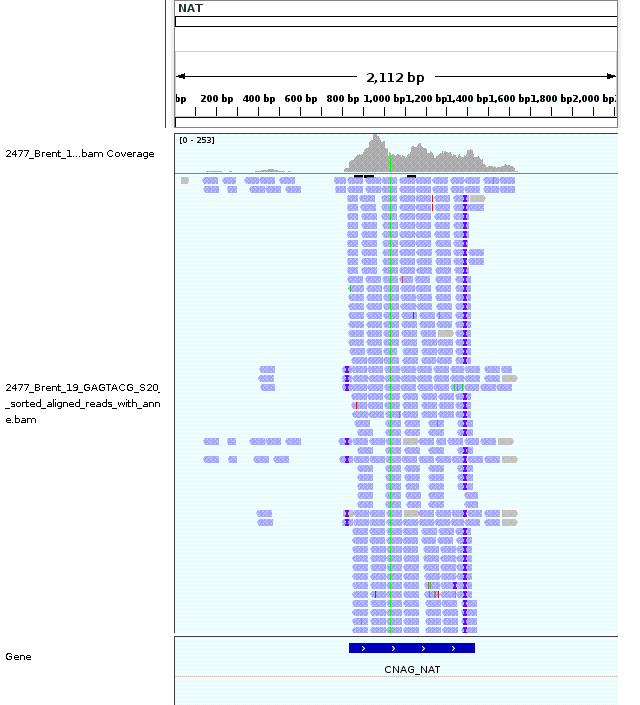 NAT
2,112 bp
bp 200 bp 400 bp 600 bp 800 bp 1,000 bp 1,200 bp 1,400 bp 1,600 bp 1,800 bp 2,000 bp
[0 - 253]
2477_Brent_1...bam Coverage
2477_Brent_19_GAGTACG_S20_
_sorted_aligned_reads_with_ann
e.bam
Gene
CNAG_NAT